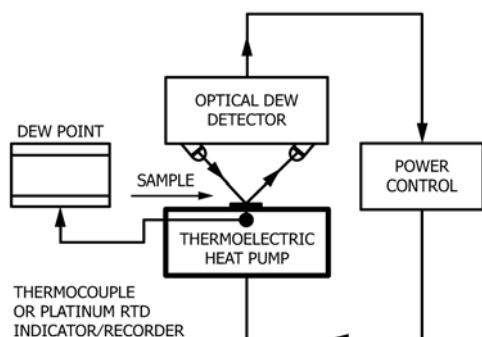 OPTICAL DEW
DETECTOR
DEW POINT
SAMPLE
POWER
CONTROL
THERMOELECTRIC
HEAT PUMP
THERMOCOUPLE
OR PLATINUM RTD
INDICATOR/RECORDER